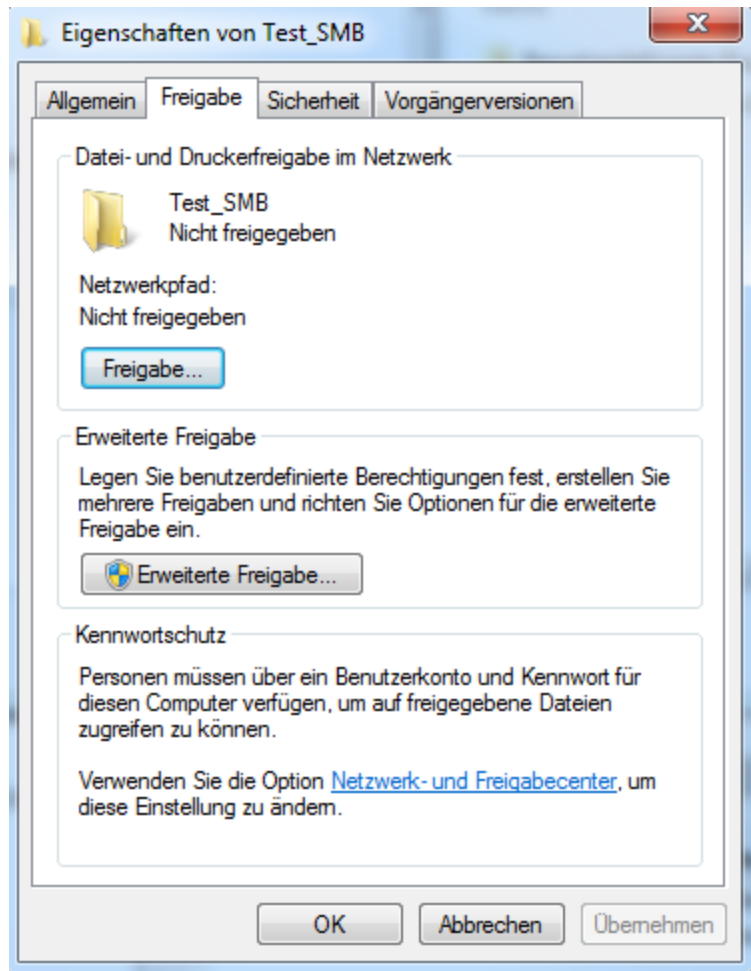 Eigenschaften von Test_SMB
Allgemein Freigabe Sicherheit Vorgängerversionen
Datei- und Druckerfreigabe im Netzwerk
Test_SMB
Nicht freigegeben
Netzwerkpfad:
Nicht freigegeben
Freigabe...
Erweiterte Freigabe
Legen Sie benutzerdefinierte Berechtigungen fest, erstellen Sie
mehrere Freigaben und richten Sie Optionen für die erweiterte
Freigabe ein.
Erweiterte Freigabe...
Kennwortschutz
Personen müssen über ein Benutzerkonto und Kennwort für
diesen Computer verfügen, um auf freigegebene Dateien
zugreifen zu können.
Verwenden Sie die Option Netzwerk- und Freigabecenter, um
diese Einstellung zu ändern.
OK Abbrechen Übernehmen